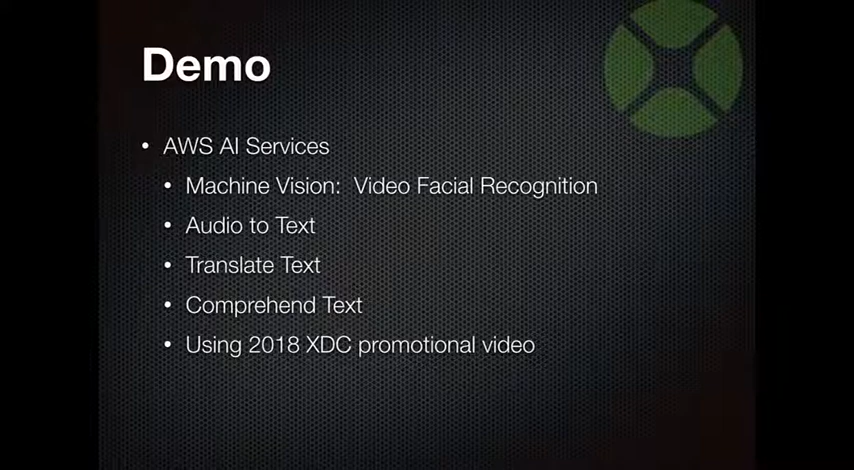 Demo
• AWS AI Services
• Machine Vision:  Video Facial Recognition
• Audio to Text
• Translate Text
• Comprehend Text
• Using 2018 XDC promotional video